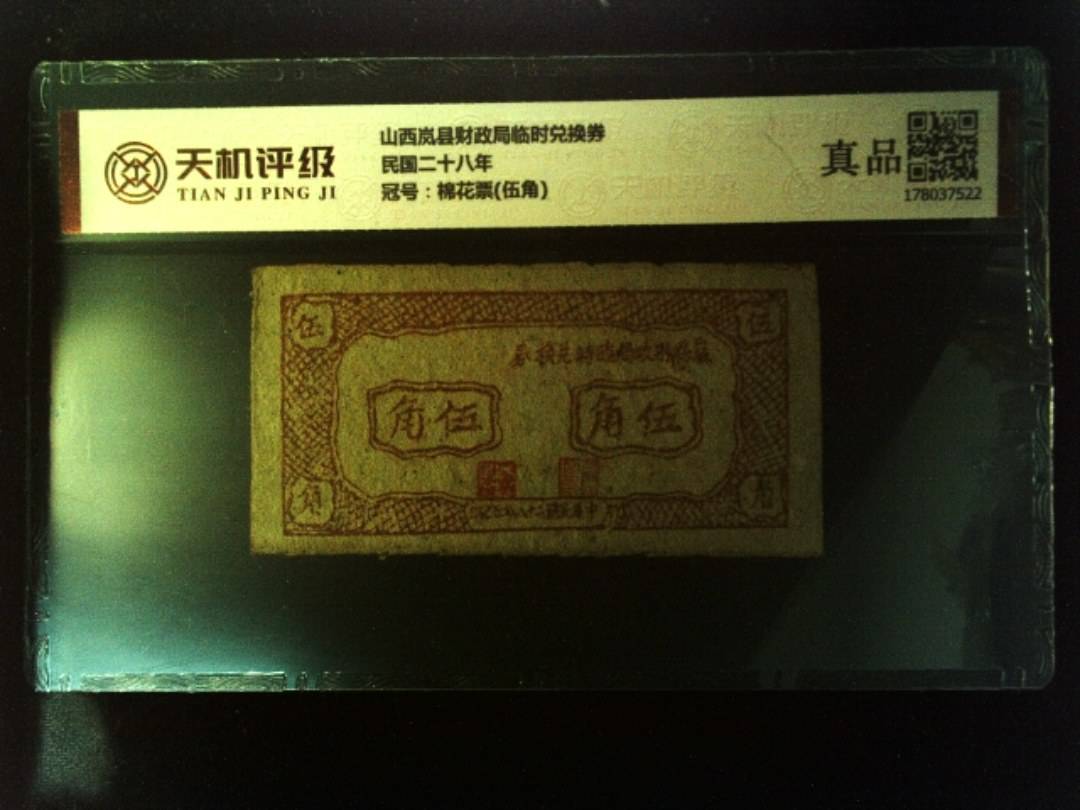 天机评级
TIAN JI PING JI
山西岚县财政局临时兑换券
民国二十八年
冠号：棉花票(伍角)
真品
178037522
伍
伍
角伍
角伍
角
角